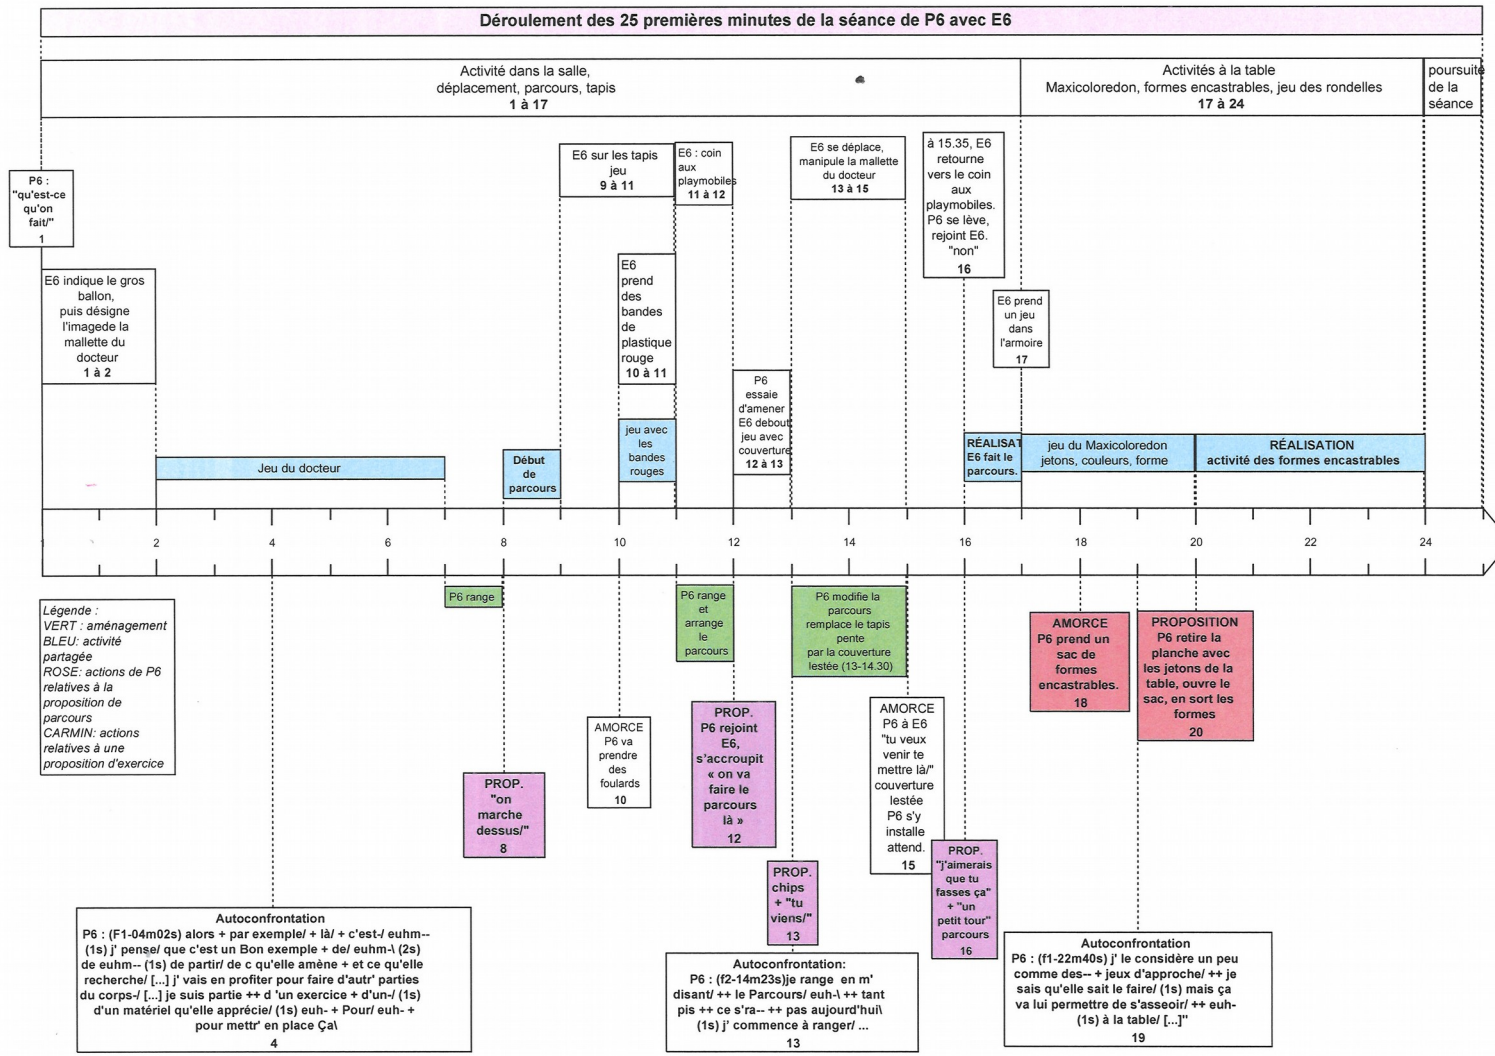 Déroulement des 25 premières minutes de la séance de P6 avec E6
Activité dans la salle,
déplacement, parcours, tapis
1 à 17
Activités à la table
Maxicoloredon, formes encastrables, jeu des rondelles
17 à 24
poursuite
de la
séance
P6 :
"qu'est-ce
qu'on
fait/"
1
E6 indique le gros
ballon,
puis désigne
l'imagede la
mallette du
docteur
1 à 2
E6 sur les tapis
jeu
9 à 11
E6 : coin
aux
playmobiles
11 à 12
E6 se déplace,
manipule la mallette
du docteur
13 à 15
à 15.35, E6
retourne
vers le coin
aux
playmobiles.
P6 se lève,
rejoint E6.
"non"
16
E6
prend
des
bandes
de
plastique
rouge
10 à 11
E6 prend
un jeu
dans
l'armoire
17
P6
essaie
d'amener
E6 debout
jeu avec
couverture
12 à 13
Jeu du docteur
Début
de
parcours
jeu avec
les
bandes
rouges
RÉALISAT
E6 fait le
parcours.
jeu du Maxicoloredon
jetons, couleurs, forme
RÉALISATION
activité des formes encastrables
1 2 4 6 8 10 12 14 16 18 20 22 24
Légende :
VERT : aménagement
BLEU: activité
partagée
ROSE: actions de P6
relatives à la
proposition de
parcours
CARMIN: actions
relatives à une
proposition d'exercice
P6 range
P6 range
et
arrange
le
parcours
P6 modifie la
parcours
remplace le tapis
pente
par la couverture
lestée (13-14.30)
AMORCE
P6 prend un
sac de
formes
encastrables.
18
PROPOSITION
P6 retire la
planche avec
les jetons de la
table, ouvre le
sac, en sort les
formes
20
PROP.
"on
marche
dessus/"
8
AMORCE
P6 va
prendre
des
foulards
10
PROP.
P6 rejoint
E6,
s'accroupit
« on va
faire le
parcours
là »
12
PROP.
chips
+ "tu
viens/"
13
AMORCE
P6 à E6
"tu veux
venir te
mettre là/"
couverture
lestée
P6 s'y
installe
attend.
15
PROP.
"j'aimerais
que tu
fasses ça"
+ "un
petit tour"
parcours
16
Autoconfrontation
P6 : (F1-04m02s) alors + par exemple/ + là/ + c'est-/ euhm--
(1s) j' pense/ que c'est un Bon exemple + de/ euhm-\ (2s)
de euhm-- (1s) de partir/ de c qu'elle amène + et ce qu'elle
recherche/ [...] j' vais en profiter pour faire d'autr' parties
du corps-/ [...] je suis partie ++ d 'un exercice + d'un-/ (1s)
d'un matériel qu'elle apprécie/ (1s) euh- + Pour/ euh- +
pour mettr' en place Ça\
4
Autoconfrontation:
P6 : (f2-14m23s)je range en m'
disant/ ++ le Parcours/ euh-\ ++ tant
pis ++ ce s'ra-- ++ pas aujourd'hui\
(1s) j' commence à ranger/ ...
13
Autoconfrontation
P6 : (f1-22m40s) j' le considère un peu
comme des-- + jeux d'approche/ ++ je
sais qu'elle sait le faire/ (1s) mais ça
va lui permettre de s'asseoir/ ++ euh-
(1s) à la table/ [...]"
19